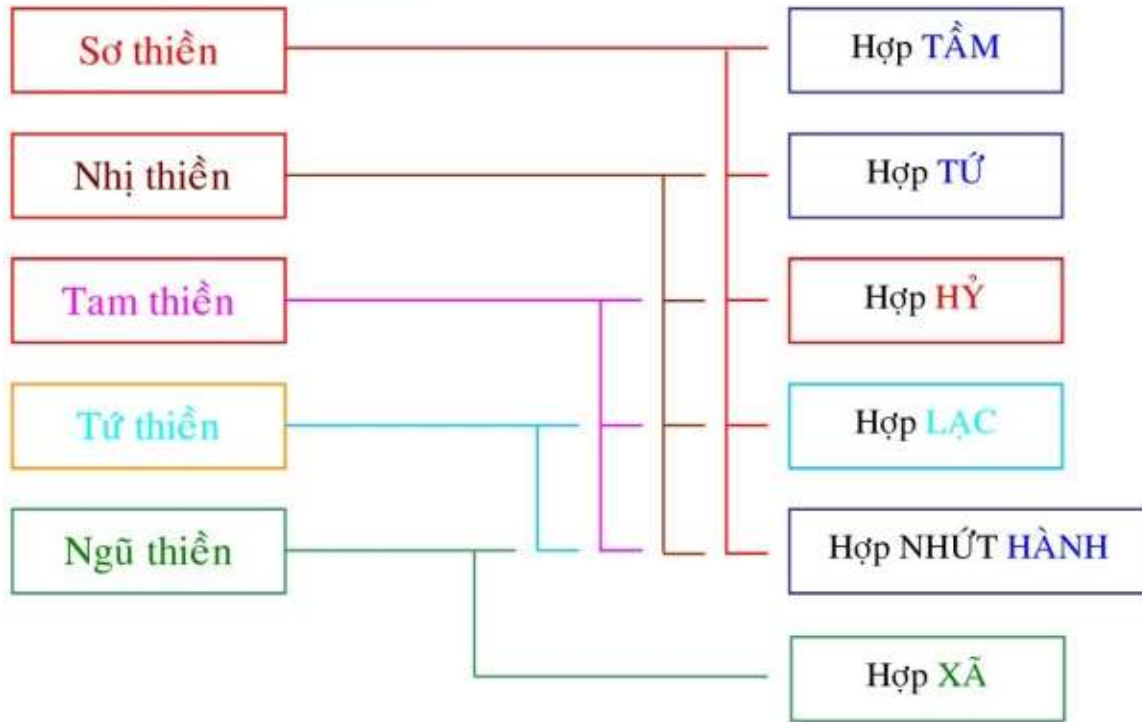 Sơ thiền
Hợp TẦM
Nhị thiền
Hợp TỨ
Tam thiền
Hợp HỶ
Tứ thiền
Hợp LẠC
Ngũ thiền
Hợp NHỨT HÀNH
Hợp XÃ